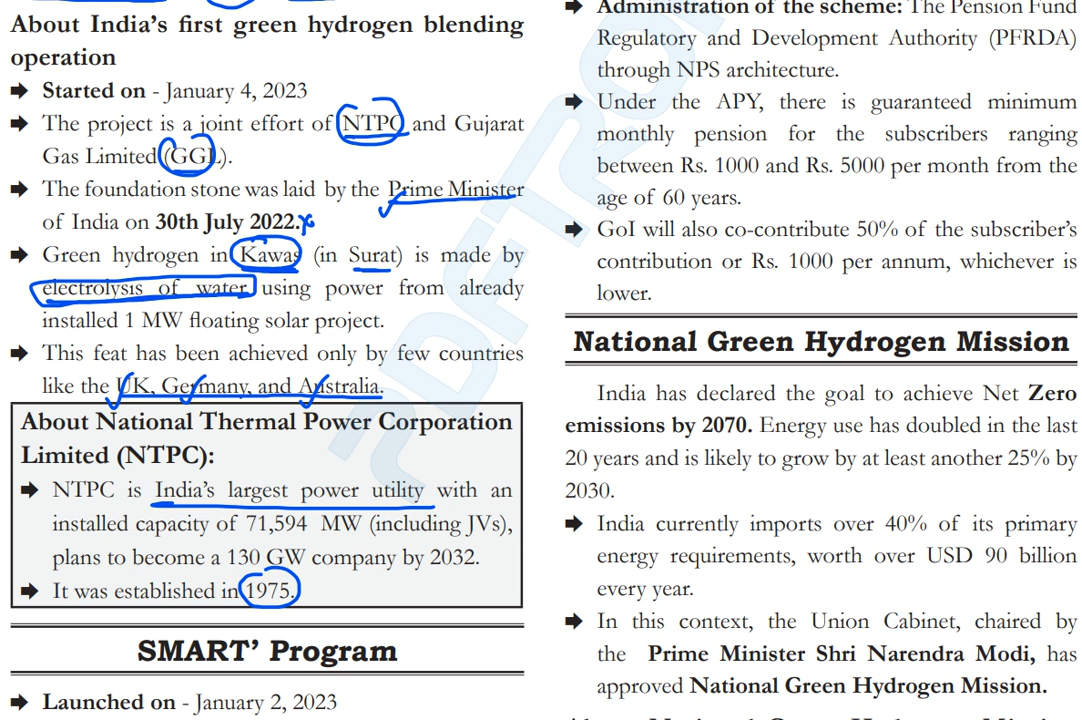 About India's first green hydrogen blending
operation
➡ Started on - January 4, 2023
➡ The project is a joint effort of NTPC and Gujarat
Gas Limited (GGL).
➡ The foundation stone was laid by the Prime Minister
of India on 30th July 2022.
➡ Green hydrogen in Kawas (in Surat) is made by
electrolysis of water using power from already
installed 1 MW floating solar project.
➡ This feat has been achieved only by few countries
like the UK, Germany, and Australia.
About National Thermal Power Corporation
Limited (NTPC):
➡ NTPC is India's largest power utility with an
installed capacity of 71,594 MW (including JVs),
plans to become a 130 GW company by 2032.
➡ It was established in 1975.
SMART' Program
➡ Launched on - January 2, 2023
➡ Administration of the scheme: The Pension Fund
Regulatory and Development Authority (PFRDA)
through NPS architecture.
➡ Under the APY, there is guaranteed minimum
monthly pension for the subscribers ranging
between Rs. 1000 and Rs. 5000 per month from the
age of 60 years.
➡ GoI will also co-contribute 50% of the subscriber's
contribution or Rs. 1000 per annum, whichever is
lower.
National Green Hydrogen Mission
India has declared the goal to achieve Net Zero
emissions by 2070. Energy use has doubled in the last
20 years and is likely to grow by at least another 25% by
2030.
➡ India currently imports over 40% of its primary
energy requirements, worth over USD 90 billion
every year.
➡ In this context, the Union Cabinet, chaired by
the Prime Minister Shri Narendra Modi, has
approved National Green Hydrogen Mission.